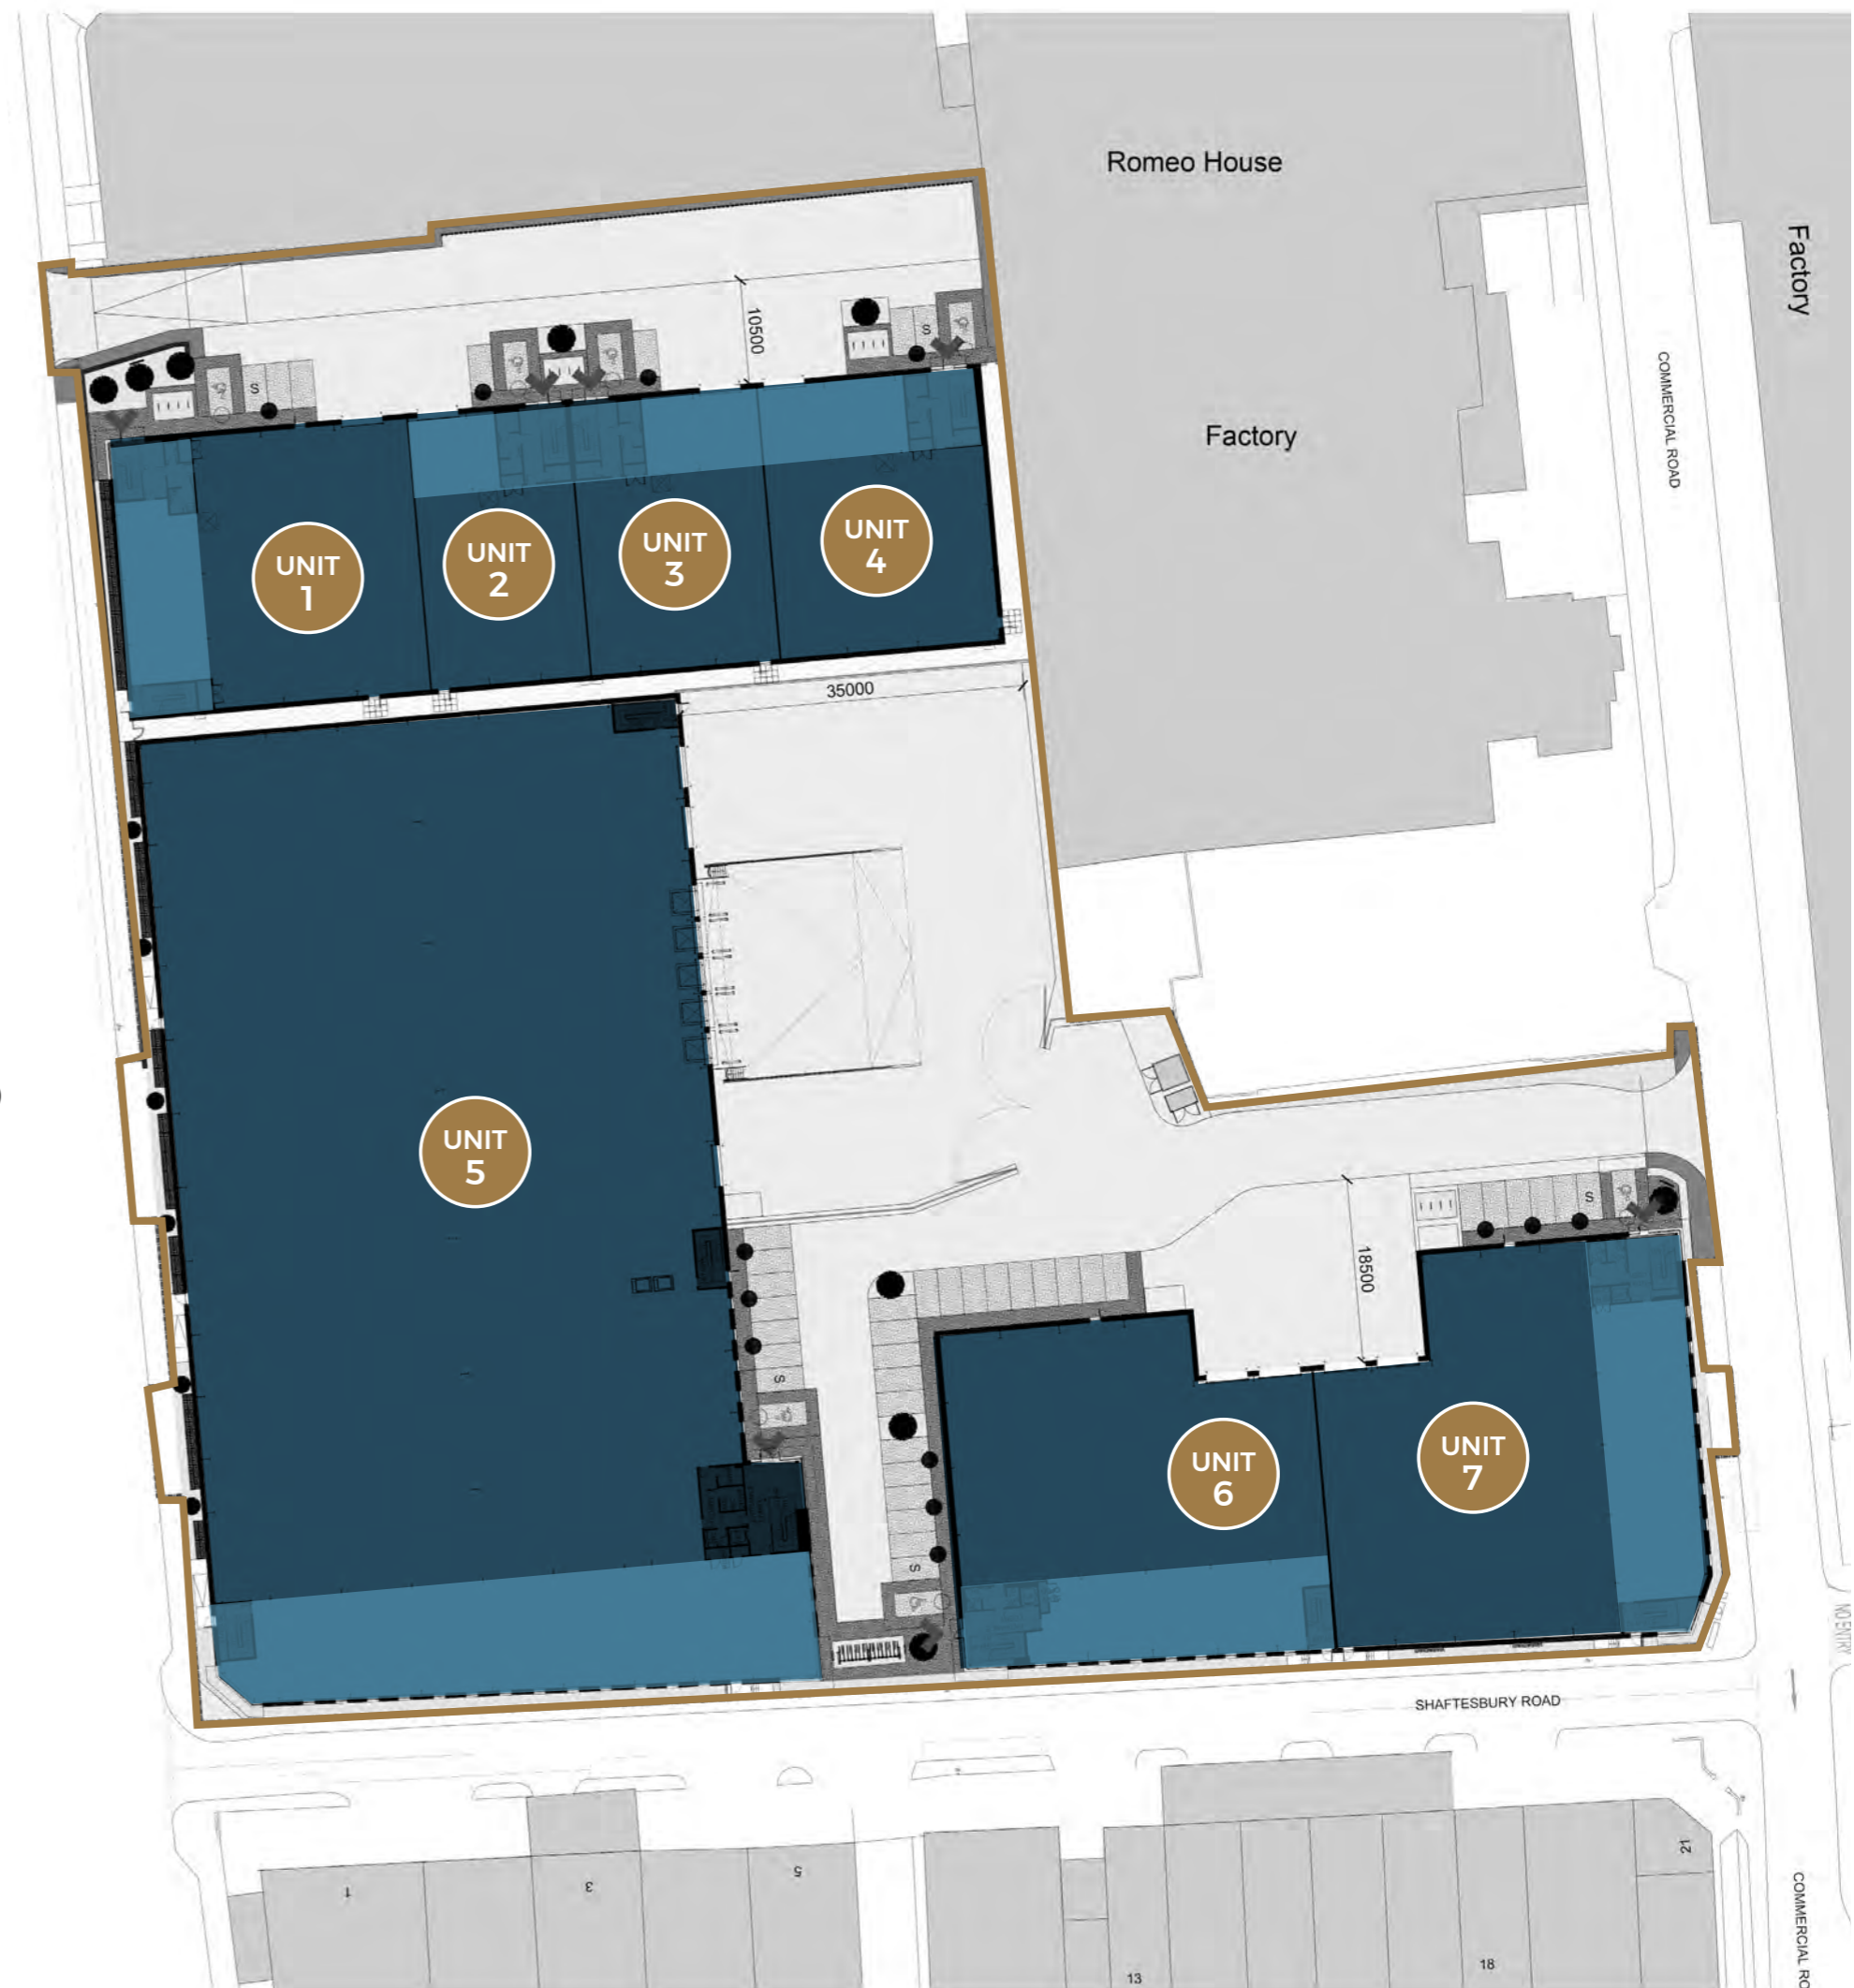 Romeo House
Factory
10500
S
S
COMMERCIAL ROAD
Factory
UNIT
1
UNIT
2
UNIT
3
UNIT
4
35000
UNIT
5
S
18500
S
S
UNIT
6
UNIT
7
NO ENTRY
SHAFTESBURY ROAD
1
3
5
13
18
21
COMMERCIAL RO